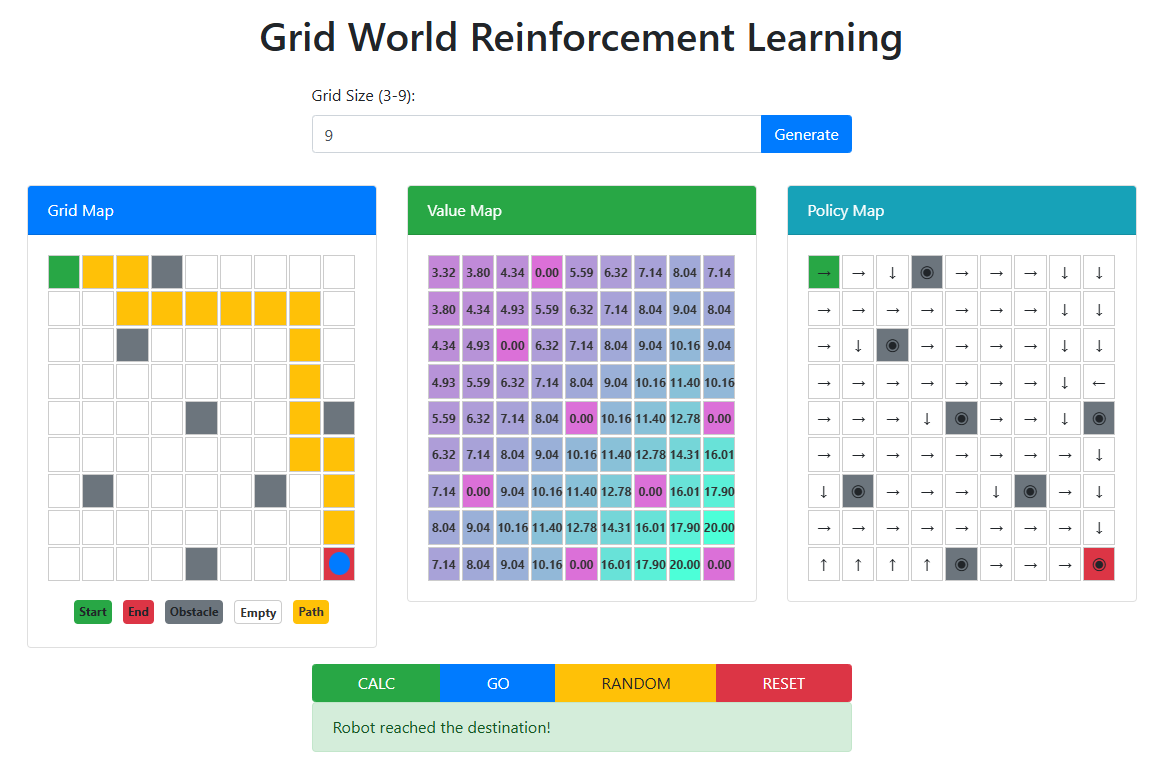 Grid World Reinforcement Learning
Grid Size (3-9):
9 Generate
Grid Map
Start End Obstacle Empty Path
Value Map
3.32 3.80 4.34 0.00 5.59 6.32 7.14 8.04 7.14
3.80 4.34 4.93 5.59 6.32 7.14 8.04 9.04 8.04
4.34 4.93 0.00 6.32 7.14 8.04 9.04 10.16 9.04
4.93 5.59 6.32 7.14 8.04 9.04 10.16 11.40 10.16
5.59 6.32 7.14 8.04 0.00 10.16 11.40 12.78 0.00
6.32 7.14 8.04 9.04 10.16 11.40 12.78 14.31 16.01
7.14 0.00 9.04 10.16 11.40 12.78 0.00 16.01 17.90
8.04 9.04 10.16 11.40 12.78 14.31 16.01 17.90 20.00
7.14 8.04 9.04 10.16 0.00 16.01 17.90 20.00 0.00
Policy Map
→ → ↓ ◉ → → → ↓ ↓
→ → → → → → → ↓ ↓
→ ↓ ◉ → → → → ↓ ↓
→ → → → → → → ↓ ←
→ → → ↓ ◉ → → ↓ ◉
→ → → → → → → → ↓
↓ ◉ → → → ↓ ◉ → ↓
→ → → → → → → → ↓
↑ ↑ ↑ ↑ ◉ → → → ◉
CALC GO RANDOM RESET
Robot reached the destination!